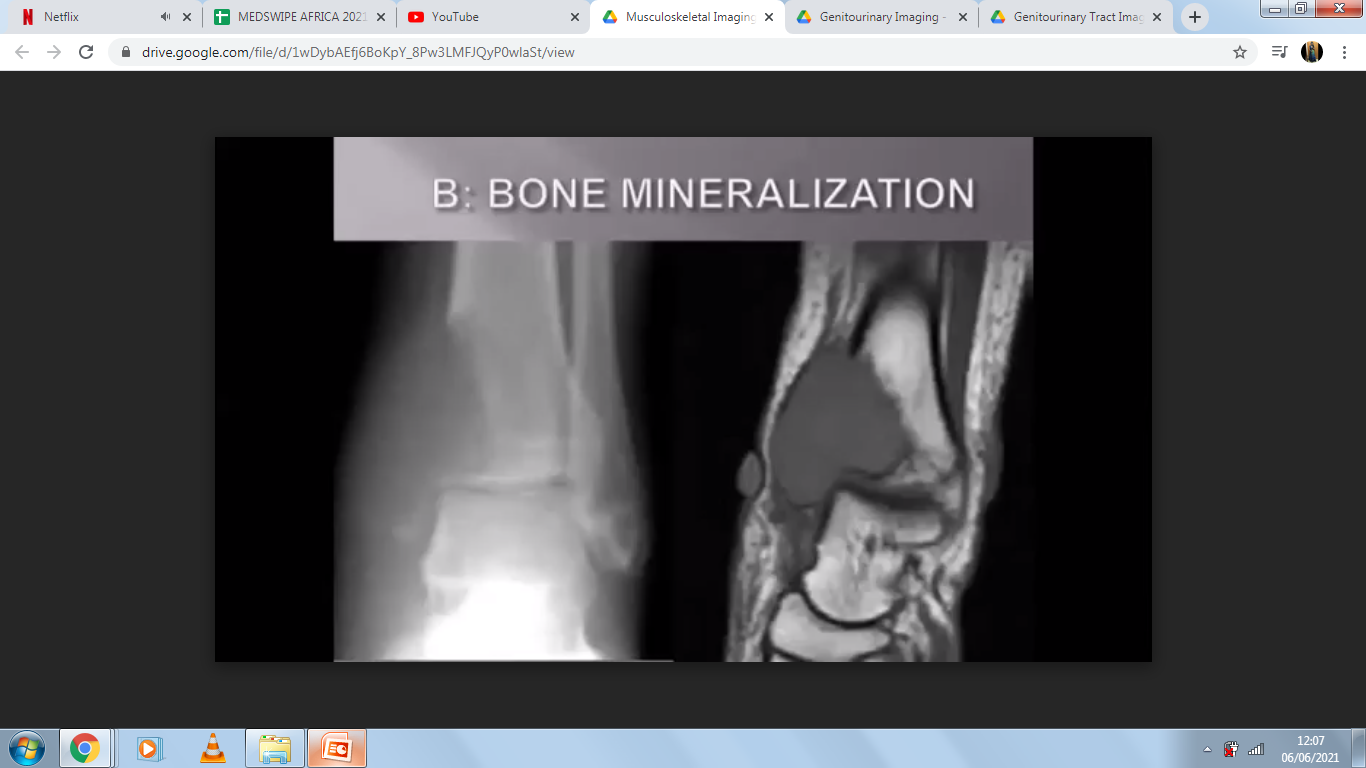 Netflix
MEDSWIPE AFRICA 2021
YouTube
Musculoskeletal Imaging
Genitourinary Imaging -
Genitourinary Tract Imag
drive.google.com/file/d/1wDybAEfj6BoKpY_8Pw3LMFJQyP0wlaSt/view
B: BONE MINERALIZATION
12:07
06/06/2021